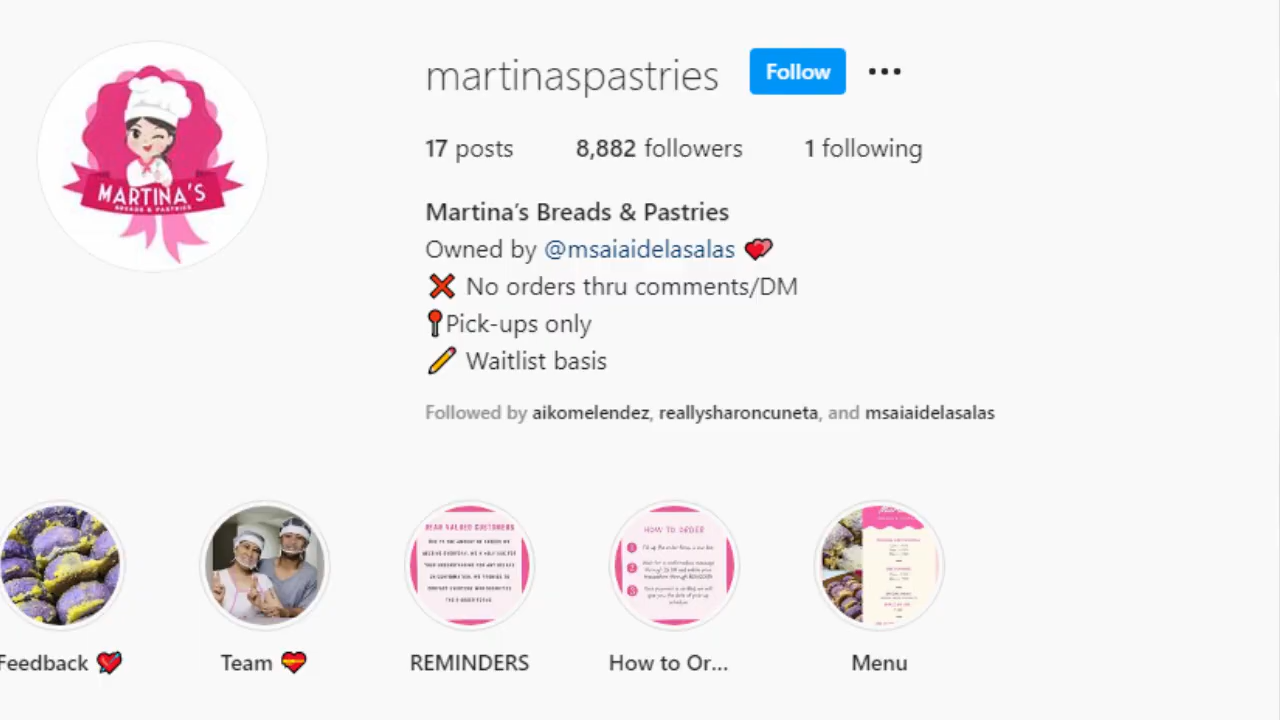 martinaspastries
Follow
17 posts 8,882 followers 1 following
Martina's Breads & Pastries
Owned by @msaiaidelasalas
No orders thru comments/DM
Pick-ups only
Waitlist basis
Followed by aikomelendez, reallysharoncuneta, and msaiaidelasalas
MARTINA'S
BREADS & PASTRIES
DEAR VALUED CUSTOMERS
HOW TO ORDER
Feedback
Team
REMINDERS
How to Or...
Menu